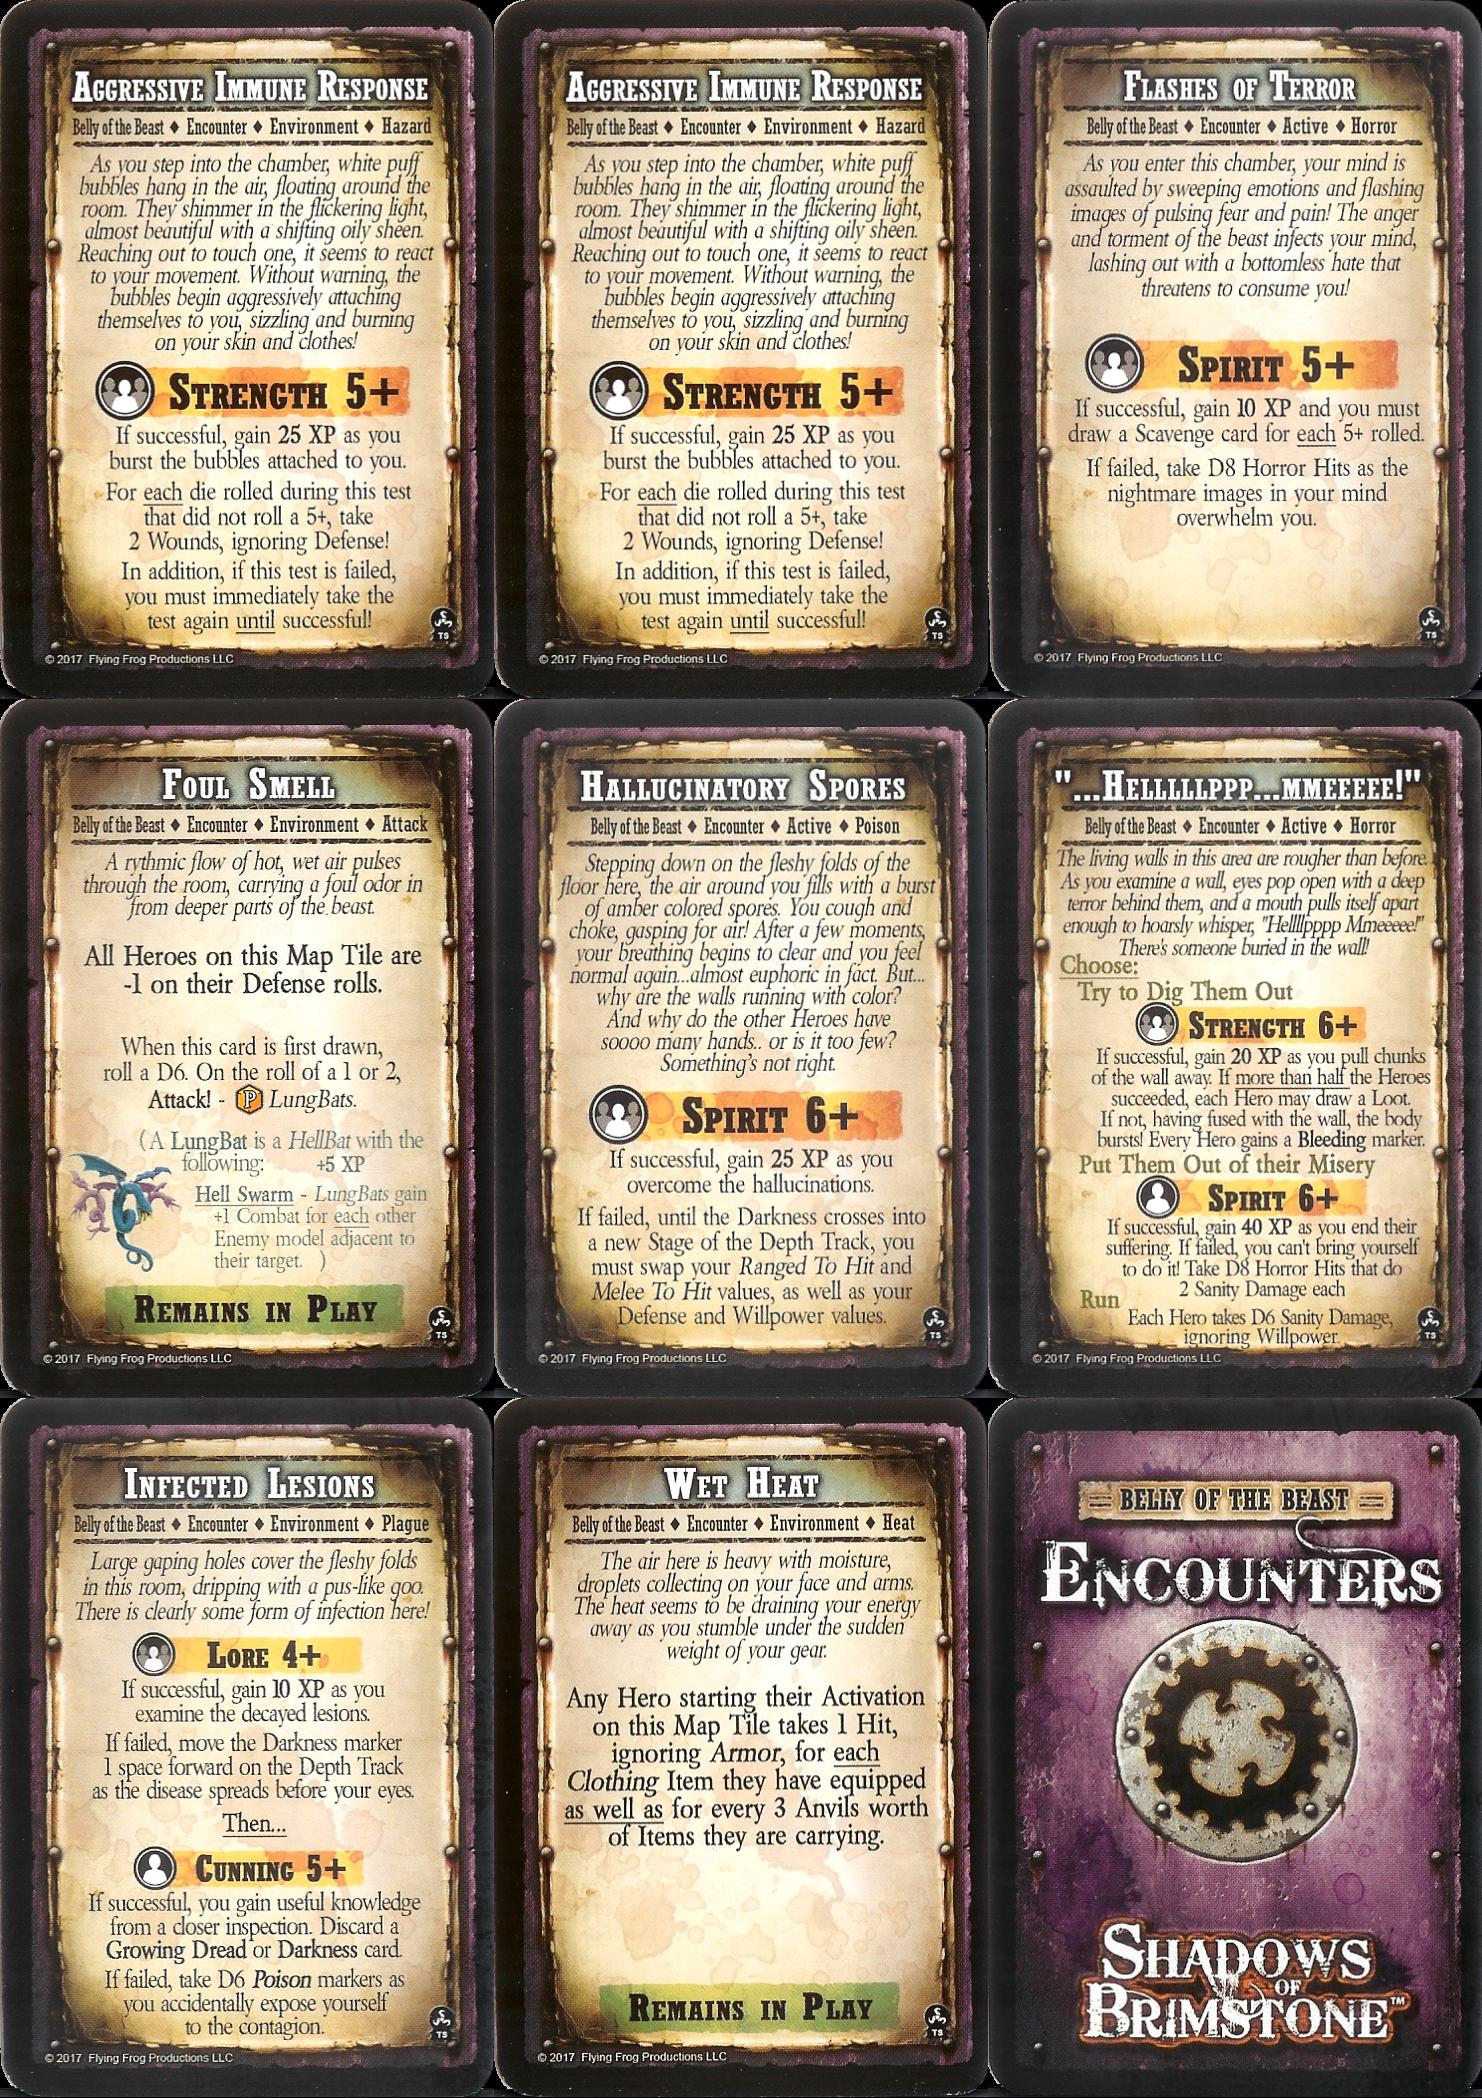 AGGRESSIVE IMMUNE RESPONSE
Belly of the Beast ♦ Encounter ♦ Environment ♦ Hazard
As you step into the chamber, white puff
bubbles hang in the air, floating around the
room. They shimmer in the flickering light,
almost beautiful with a shifting oily sheen.
Reaching out to touch one, it seems to react
to your movement. Without warning, the
bubbles begin aggressively attaching
themselves to you, sizzling and burning
on your skin and clothes!
STRENGTH 5+
If successful, gain 25 XP as you
burst the bubbles attached to you.
For each die rolled during this test
that did not roll a 5+, take
2 Wounds, ignoring Defense!
In addition, if this test is failed,
you must immediately take the
test again until successful!
TS
© 2017 Flying Frog Productions LLC
AGGRESSIVE IMMUNE RESPONSE
Belly of the Beast ♦ Encounter ♦ Environment ♦ Hazard
As you step into the chamber, white puff
bubbles hang in the air, floating around the
room. They shimmer in the flickering light,
almost beautiful with a shifting oily sheen.
Reaching out to touch one, it seems to react
to your movement. Without warning, the
bubbles begin aggressively attaching
themselves to you, sizzling and burning
on your skin and clothes!
STRENGTH 5+
If successful, gain 25 XP as you
burst the bubbles attached to you.
For each die rolled during this test
that did not roll a 5+, take
2 Wounds, ignoring Defense!
In addition, if this test is failed,
you must immediately take the
test again until successful!
TS
© 2017 Flying Frog Productions LLC
FLASHES OF TERROR
Belly of the Beast ♦ Encounter ♦ Active ♦ Horror
As you enter this chamber, your mind is
assaulted by sweeping emotions and flashing
images of pulsing fear and pain! The anger
and torment of the beast infects your mind,
lashing out with a bottomless hate that
threatens to consume you!
SPIRIT 5+
If successful, gain 10 XP and you must
draw a Scavenge card for each 5+ rolled.
If failed, take D8 Horror Hits as the
nightmare images in your mind
overwhelm you.
TS
© 2017 Flying Frog Productions LLC
FOUL SMELL
Belly of the Beast ♦ Encounter ♦ Environment ♦ Attack
A rythmic flow of hot, wet air pulses
through the room, carrying a foul odor in
from deeper parts of the beast.
All Heroes on this Map Tile are
-1 on their Defense rolls.
When this card is first drawn,
roll a D6. On the roll of a 1 or 2,
Attack! - P LungBats.
(A LungBat is a HellBat with the
following: +5 XP
Hell Swarm - LungBats gain
+1 Combat for each other
Enemy model adjacent to
their target. )
REMAINS IN PLAY
TS
© 2017 Flying Frog Productions LLC
HALLUCINATORY SPORES
Belly of the Beast ♦ Encounter ♦ Active ♦ Poison
Stepping down on the fleshy folds of the
floor here, the air around you fills with a burst
of amber colored spores. You cough and
choke, gasping for air! After a few moments,
your breathing begins to clear and you feel
normal again...almost euphoric in fact. But...
why are the walls running with color?
And why do the other Heroes have
soooo many hands.. or is it too few?
Something's not right.
SPIRIT 6+
If successful, gain 25 XP as you
overcome the hallucinations.
If failed, until the Darkness crosses into
a new Stage of the Depth Track, you
must swap your Ranged To Hit and
Melee To Hit values, as well as your
Defense and Willpower values.
TS
© 2017 Flying Frog Productions LLC
"...HELLLLLPPP...MMEEEEE!"
Belly of the Beast ♦ Encounter ♦ Active ♦ Horror
The living walls in this area are rougher than before.
As you examine a wall, eyes pop open with a deep
terror behind them, and a mouth pulls itself apart
enough to hoarsly whisper, "Hellllpppp Mmeeeee!"
There's someone buried in the wall!
Choose:
Try to Dig Them Out
STRENGTH 6+
If successful, gain 20 XP as you pull chunks
of the wall away. If more than half the Heroes
succeeded, each Hero may draw a Loot.
If not, having fused with the wall, the body
bursts! Every Hero gains a Bleeding marker.
Put Them Out of their Misery
SPIRIT 6+
If successful, gain 40 XP as you end their
suffering. If failed, you can't bring yourself
to do it! Take D8 Horror Hits that do
2 Sanity Damage each
Run
Each Hero takes D6 Sanity Damage,
ignoring Willpower.
TS
© 2017 Flying Frog Productions LLC
INFECTED LESIONS
Belly of the Beast ♦ Encounter ♦ Environment ♦ Plague
Large gaping holes cover the fleshy folds
in this room, dripping with a pus-like goo.
There is clearly some form of infection here!
LORE 4+
If successful, gain 10 XP as you
examine the decayed lesions.
If failed, move the Darkness marker
1 space forward on the Depth Track
as the disease spreads before your eyes.
Then...
CUNNING 5+
If successful, you gain useful knowledge
from a closer inspection. Discard a
Growing Dread or Darkness card.
If failed, take D6 Poison markers as
you accidentally expose yourself
to the contagion.
TS
© 2017 Flying Frog Productions LLC
WET HEAT
Belly of the Beast ♦ Encounter ♦ Environment ♦ Heat
The air here is heavy with moisture,
droplets collecting on your face and arms.
The heat seems to be draining your energy
away as you stumble under the sudden
weight of your gear.
Any Hero starting their Activation
on this Map Tile takes 1 Hit,
ignoring Armor, for each
Clothing Item they have equipped
as well as for every 3 Anvils worth
of Items they are carrying.
REMAINS IN PLAY
TS
© 2017 Flying Frog Productions LLC
BELLY OF THE BEAST
ENCOUNTERS
SHADOWS
OF
BRIMSTONE™